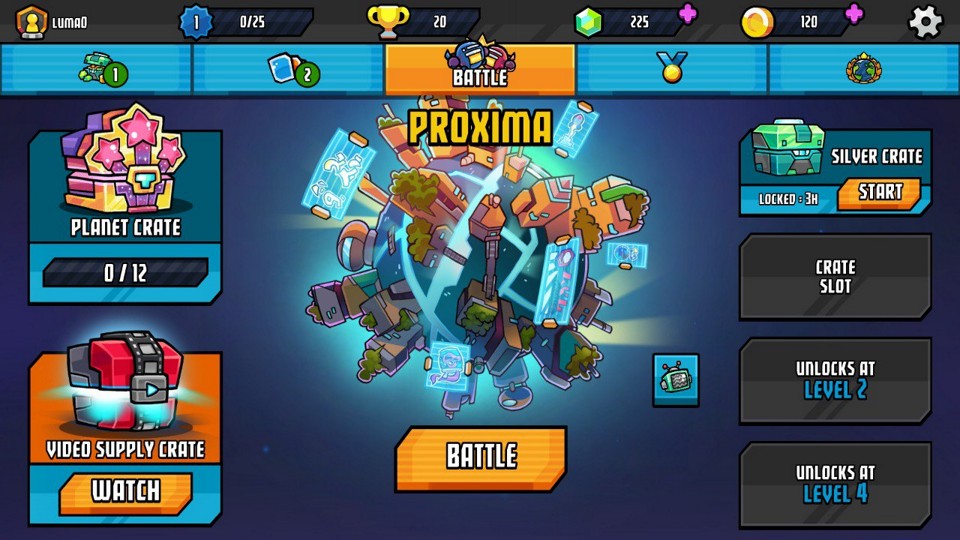 LUMA0
1
0/25
20
225
120
1
2
BATTLE
PROXIMA
PLANET CRATE
0 / 12
VIDEO SUPPLY CRATE
WATCH
BATTLE
SILVER CRATE
LOCKED : 3H
START
CRATE
SLOT
UNLOCKS AT
LEVEL 2
UNLOCKS AT
LEVEL 4